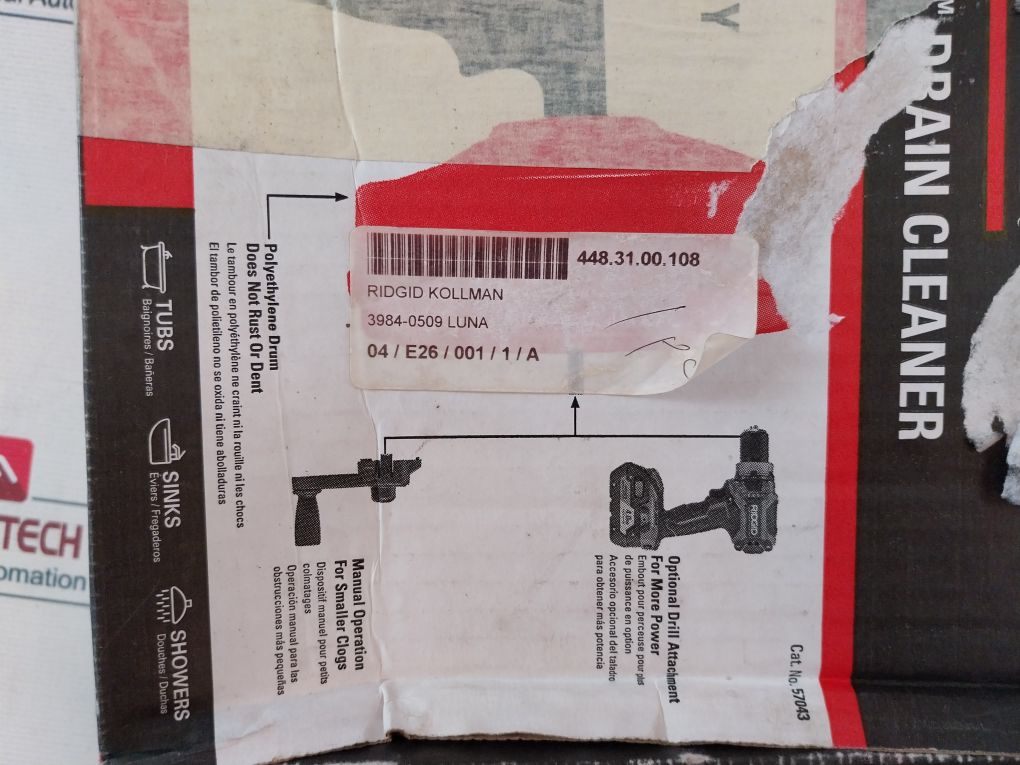 DRAIN CLEANER
448.31.00.108
RIDGID KOLLMAN
3984-0509 LUNA
04 / E26 / 001 / 1 / A
Polyethylene Drum
Does Not Rust Or Dent
Le tambour en polyéthylène ne craint ni la rouille ni les chocs
El tambor de polietileno no se oxida ni tiene abolladuras
Manual Operation
For Smaller Clogs
Dispositif manuel pour petits
colmatages
Operación manual para las
obstrucciones más pequeñas
RIDGID
Optional Drill Attachment
For More Power
Embout pour perceuse pour plus
de puissance en option
Accesorio opcional del taladro
para obtener más potencia
Cat. No. 57043
TUBS
Baignoires / Bañeras
SINKS
Éviers / Fregaderos
SHOWERS
Douches / Duchas
TECH
omation